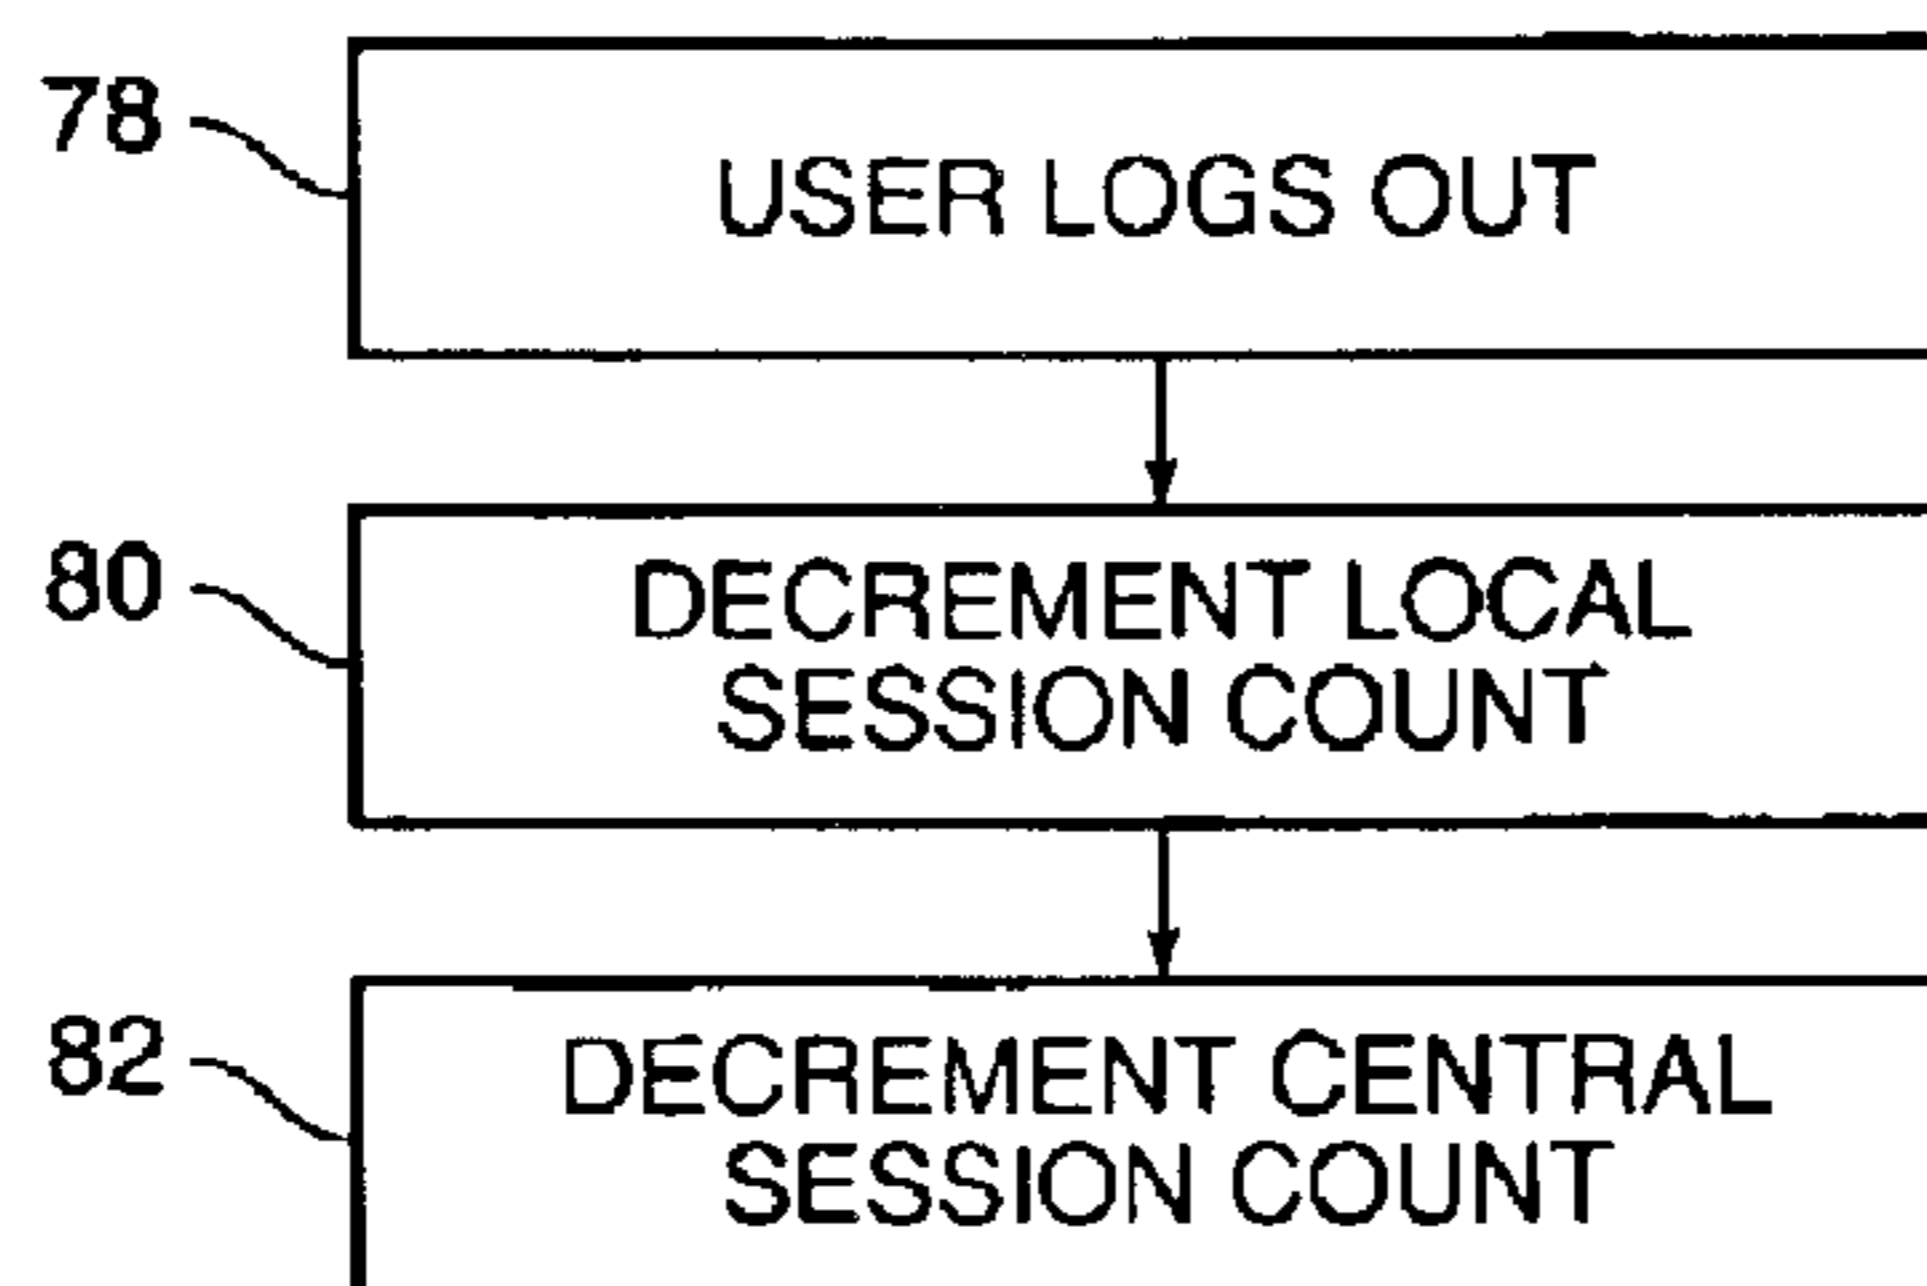 78
USER LOGS OUT
80
DECREMENT LOCAL
SESSION COUNT
82
DECREMENT CENTRAL
SESSION COUNT